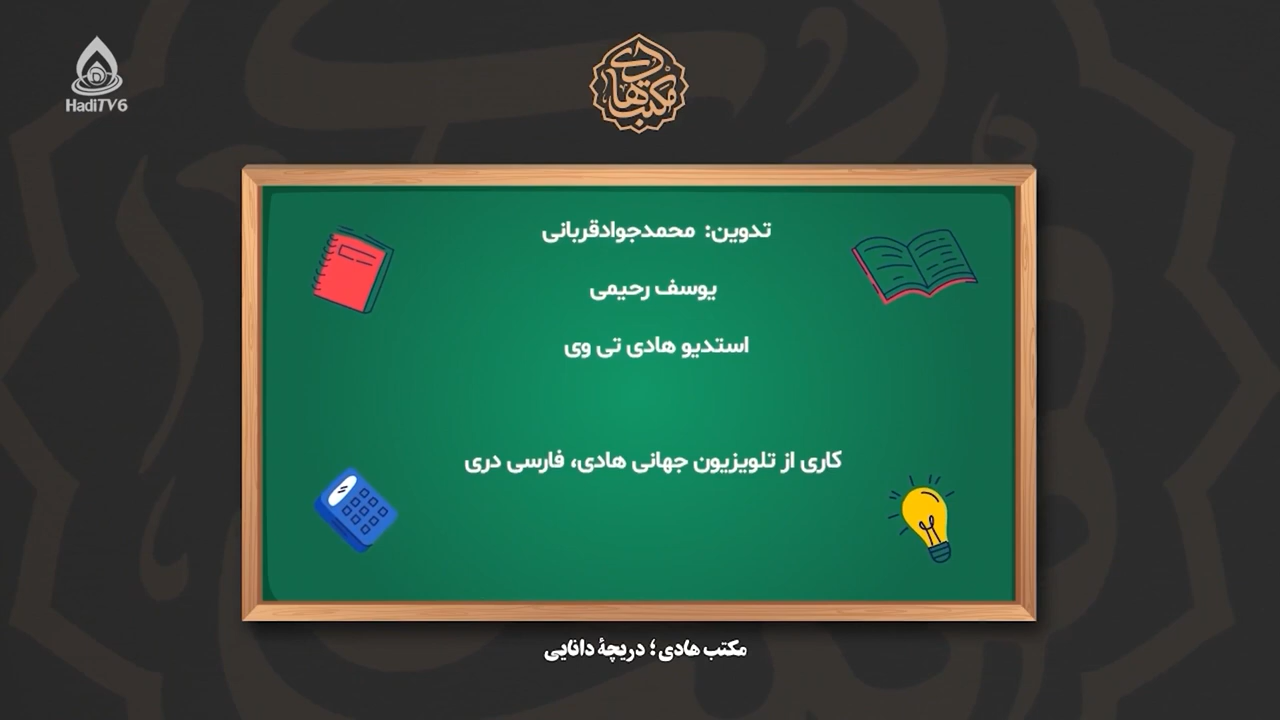 HadiTV6
مکتب هادی
تدوین: محمدجوادقربانی
یوسف رحیمی
استدیو هادی تی وی
کاری از تلویزیون جهانی هادی، فارسی دری
مکتب هادی؛ دریچۀ دانایی